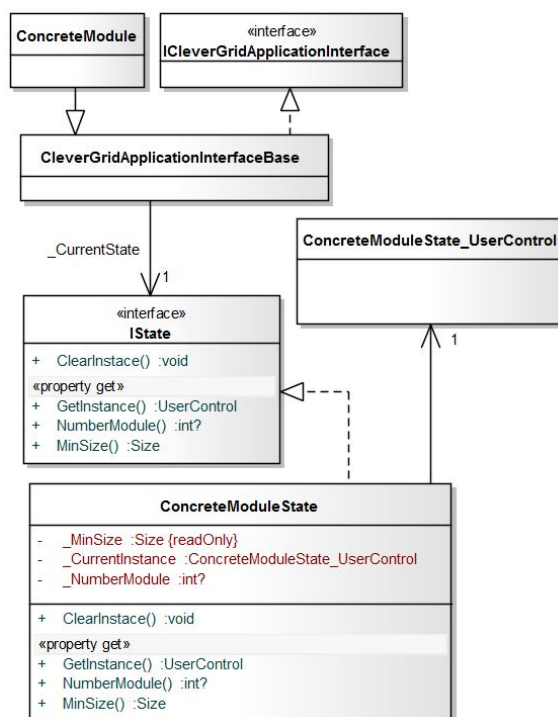 ConcreteModule
«interface»
ICleverGridApplicationInterface
CleverGridApplicationInterfaceBase
_CurrentState
1
ConcreteModuleState_UserControl
1
«interface»
IState
+ ClearInstace() :void
«property get»
+ GetInstance() :UserControl
+ NumberModule() :int?
+ MinSize() :Size
ConcreteModuleState
- _MinSize :Size {readOnly}
- _CurrentInstance :ConcreteModuleState_UserControl
- _NumberModule :int?
+ ClearInstace() :void
«property get»
+ GetInstance() :UserControl
+ NumberModule() :int?
+ MinSize() :Size